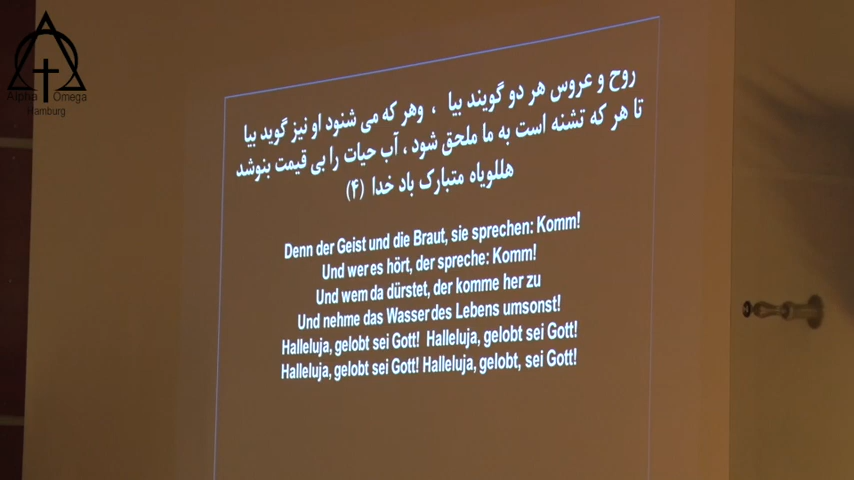 Alpha Omega
Hamburg
روح و عروس هر دو گویند بیا ، وهر که می شنود او نیز گوید بیا
تا هر که تشنه است به ما ملحق شود ، آب حیات را بی قیمت بنوشد
هللویاه متبارک باد خدا (۴)
Denn der Geist und die Braut, sie sprechen: Komm!
Und wer es hört, der spreche: Komm!
Und wem da dürstet, der komme her zu
Und nehme das Wasser des Lebens umsonst!
Halleluja, gelobt sei Gott! Halleluja, gelobt sei Gott!
Halleluja, gelobt sei Gott! Halleluja, gelobt, sei Gott!